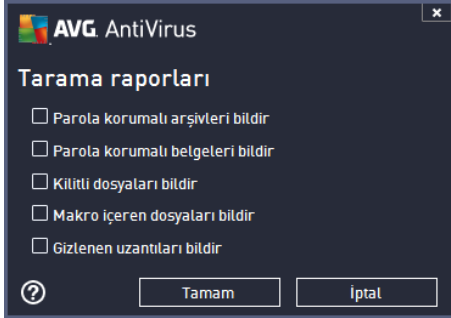 AVG. AntiVirus
Tarama raporları
Parola korumalı arşivleri bildir
Parola korumalı belgeleri bildir
Kilitli dosyaları bildir
Makro içeren dosyaları bildir
Gizlenen uzantıları bildir
Tamam İptal